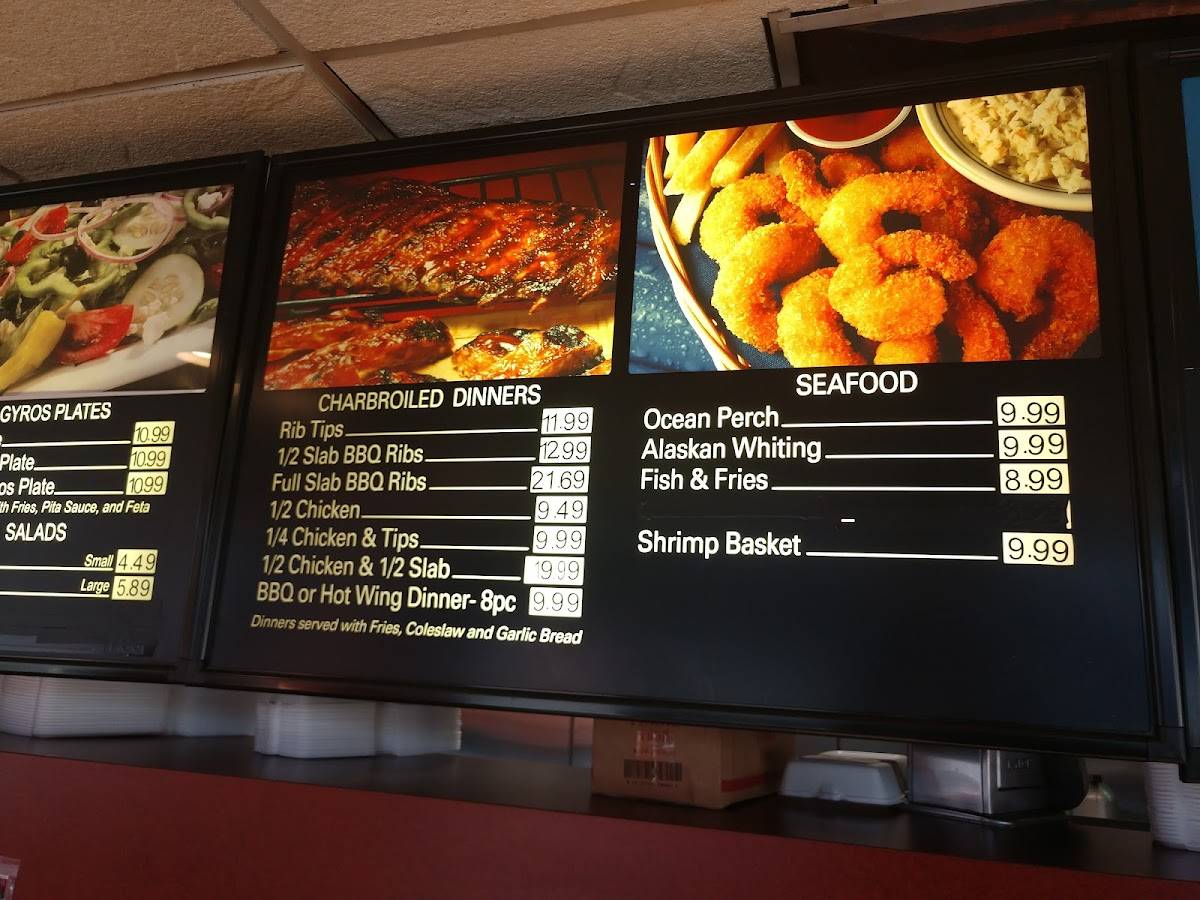 GYROS PLATES
10.99
Plate 10.99
os Plate 10.99
th Fries, Pita Sauce, and Feta
SALADS
Small 4.49
Large 5.89
CHARBROILED DINNERS
Rib Tips 11.99
1/2 Slab BBQ Ribs 12.99
Full Slab BBQ Ribs 21.69
1/2 Chicken 9.49
1/4 Chicken & Tips 9.99
1/2 Chicken & 1/2 Slab 19.99
BBQ or Hot Wing Dinner- 8pc 9.99
Dinners served with Fries, Coleslaw and Garlic Bread
SEAFOOD
Ocean Perch 9.99
Alaskan Whiting 9.99
Fish & Fries 8.99
Shrimp Basket 9.99